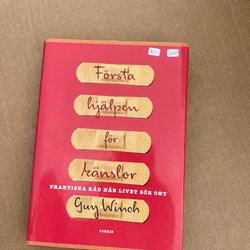 Första
hjälpen
för
känslor
PRAKTISKA RÅD NÄR LIVET GÖR ONT
Guy Winch
LIBRIS